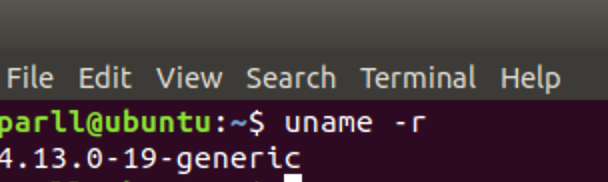 File Edit View Search Terminal Help
parll@ubuntu:~$ uname -r
4.13.0-19-generic